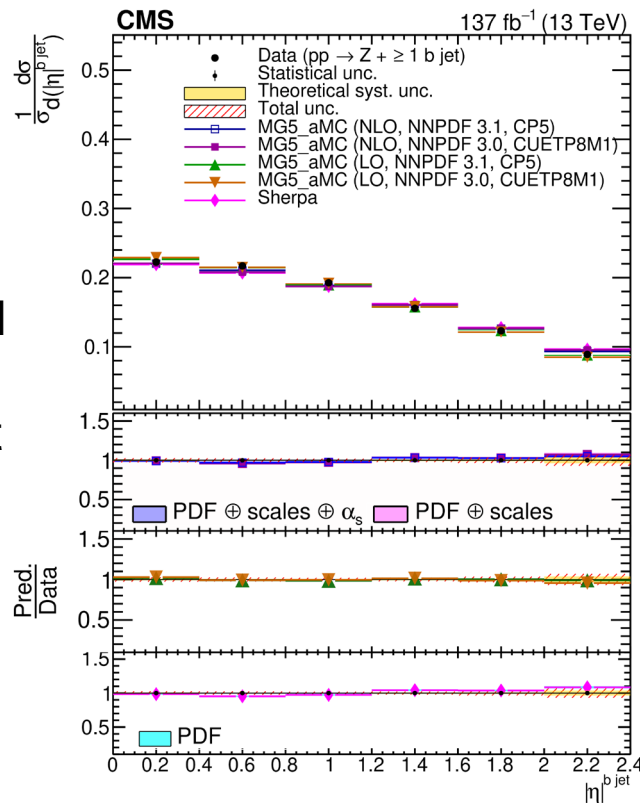 CMS 137 fb⁻¹ (13 TeV)
1/σ dσ/d(|η|^{b jet})
Data (pp → Z + ≥ 1 b jet)
Statistical unc.
Theoretical syst. unc.
Total unc.
MG5_aMC (NLO, NNPDF 3.1, CP5)
MG5_aMC (NLO, NNPDF 3.0, CUETP8M1)
MG5_aMC (LO, NNPDF 3.1, CP5)
MG5_aMC (LO, NNPDF 3.0, CUETP8M1)
Sherpa
0.5
0.4
0.3
0.2
0.1
1.5
1
0.5
PDF ⊕ scales ⊕ αs PDF ⊕ scales
Pred.
Data
1.5
1
0.5
1.5
1
0.5
PDF
0 0.2 0.4 0.6 0.8 1 1.2 1.4 1.6 1.8 2 2.2 2.4
|η|^{b jet}